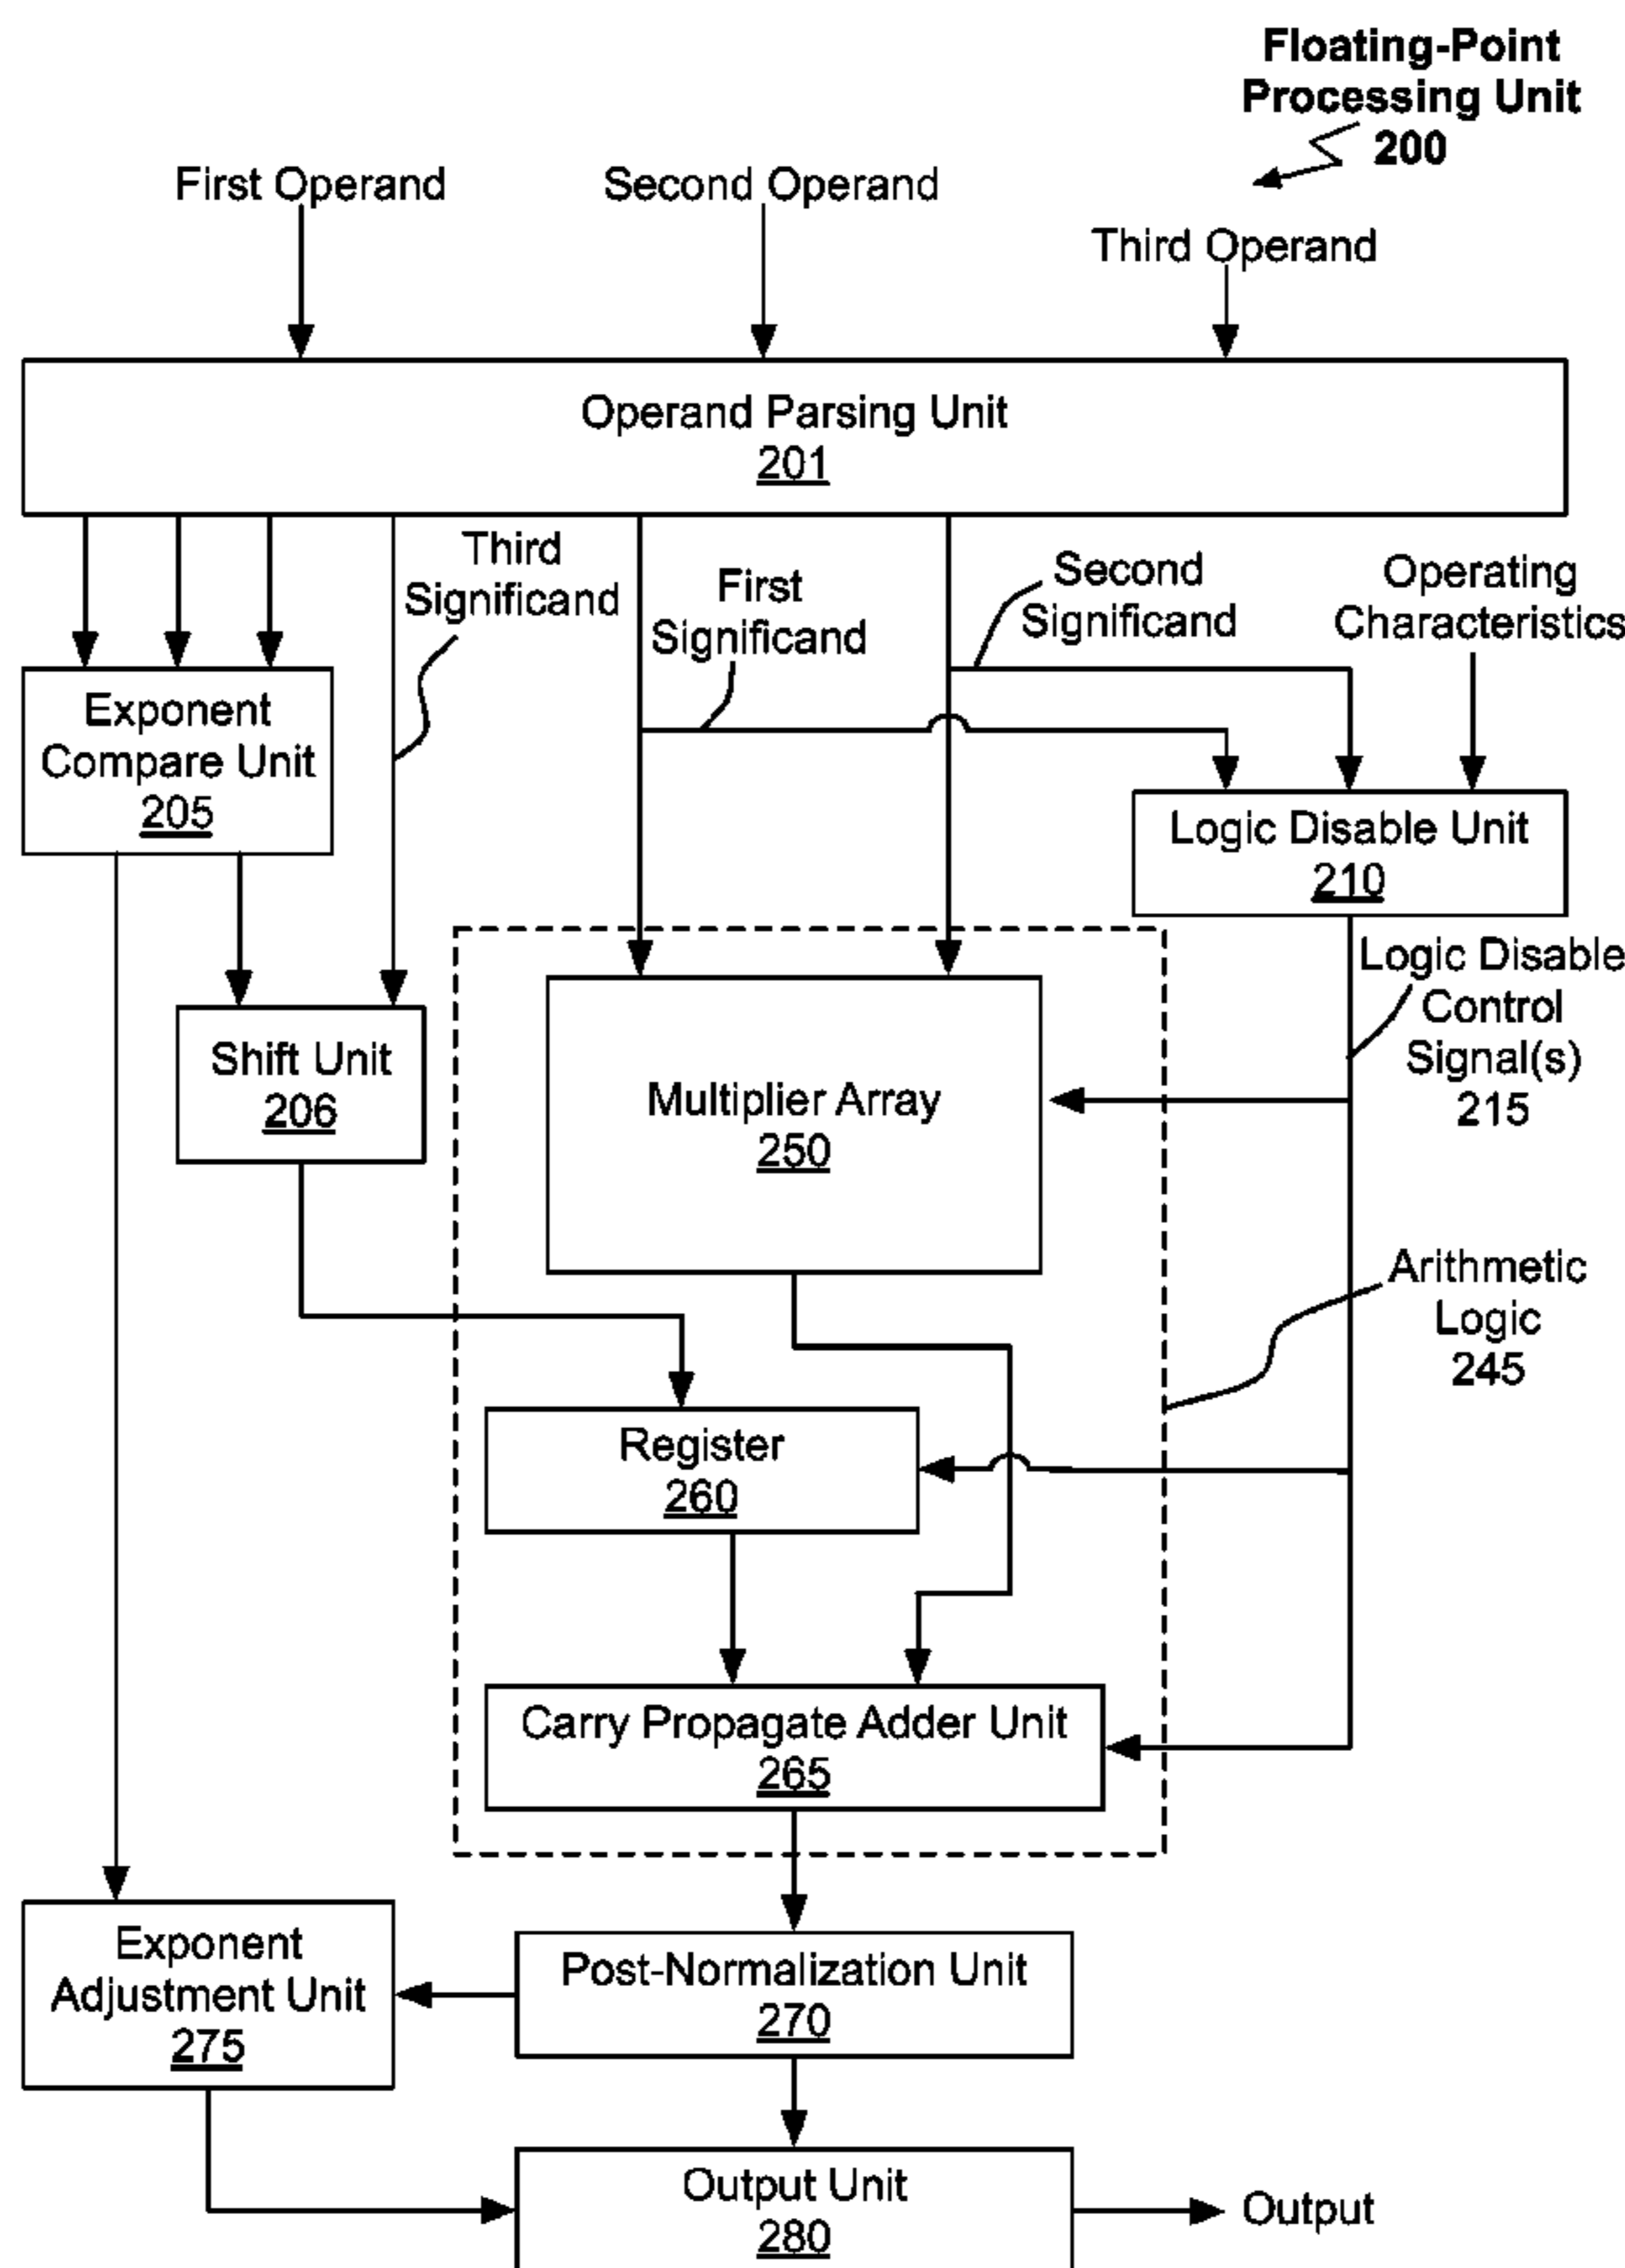 Floating-Point
Processing Unit
200
First Operand
Second Operand
Third Operand
Operand Parsing Unit
201
Third
Significand
First
Significand
Second
Significand
Operating
Characteristics
Exponent
Compare Unit
205
Logic Disable Unit
210
Logic Disable
Control
Signal(s)
215
Shift Unit
206
Multiplier Array
250
Arithmetic
Logic
245
Register
260
Carry Propagate Adder Unit
265
Exponent
Adjustment Unit
275
Post-Normalization Unit
270
Output Unit
280
Output